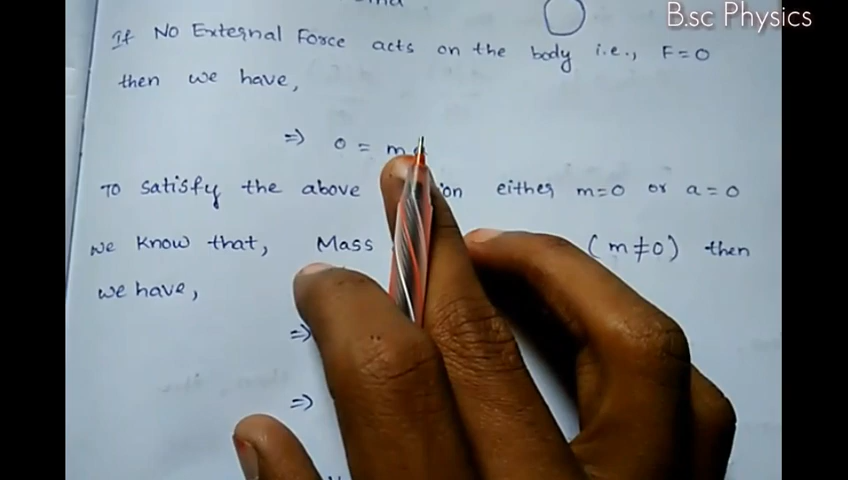 B.sc Physics
If No External Force acts on the body i.e., F=0
then we have,
⇒ 0 = m
To satisfy the above either m=0 or a=0
we know that, Mass (m≠0) then
we have,
⇒
⇒